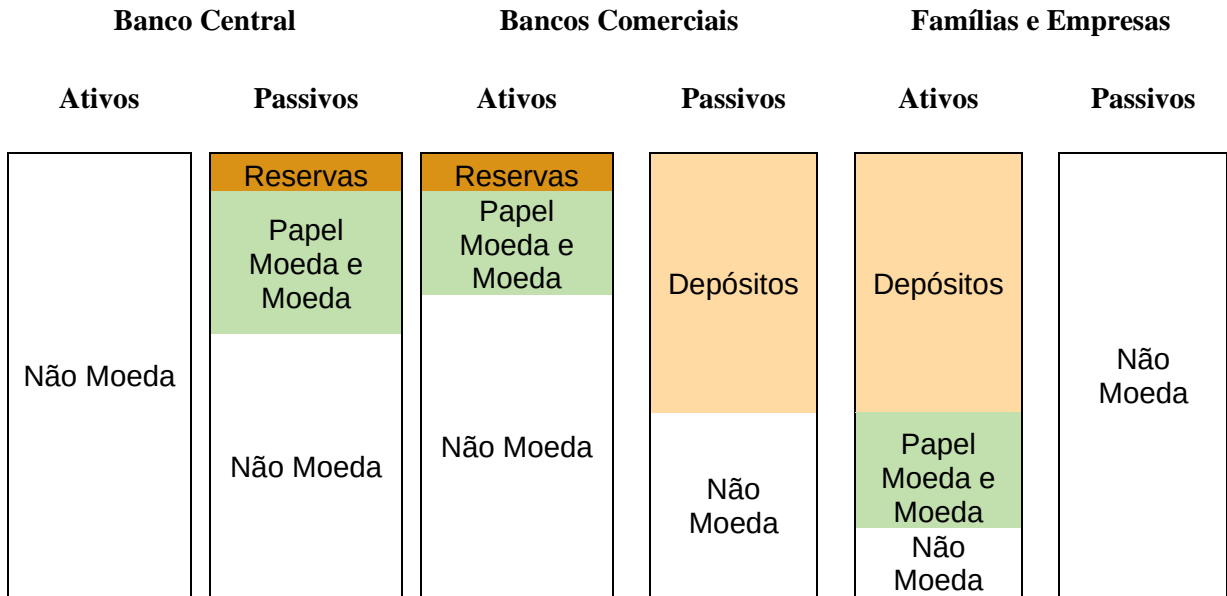 Banco Central
Bancos Comerciais
Famílias e Empresas
Ativos
Passivos
Ativos
Passivos
Ativos
Passivos
Não Moeda
Reservas
Papel
Moeda e
Moeda
Não Moeda
Reservas
Papel
Moeda e
Moeda
Não Moeda
Depósitos
Não
Moeda
Depósitos
Papel
Moeda e
Moeda
Não
Moeda
Não
Moeda